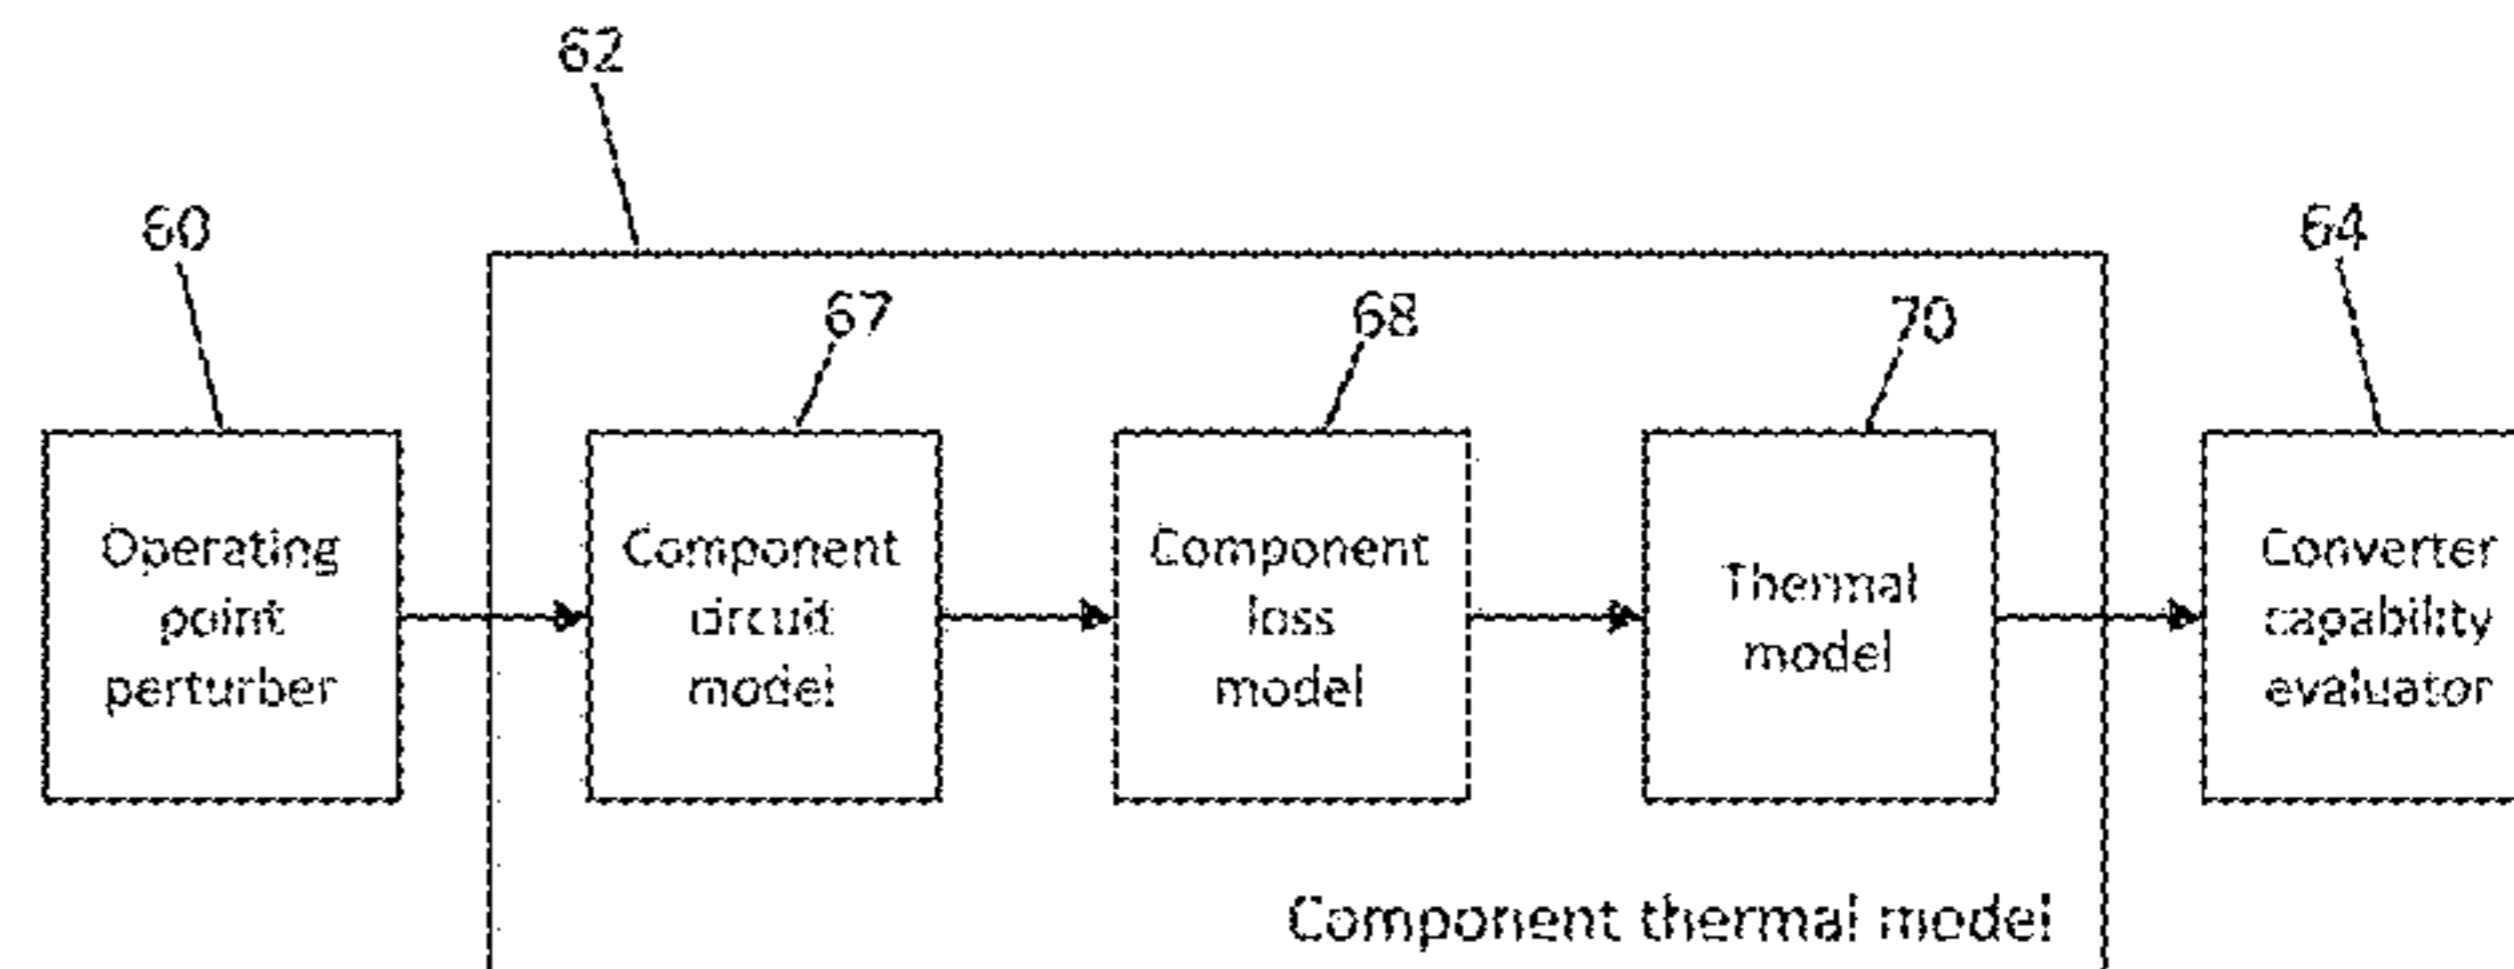 62
60
64
67
68
70
Operating
point
perturber
Component
circuit
model
Component
loss
model
Thermal
model
Converter
capability
evaluator
Component thermal model